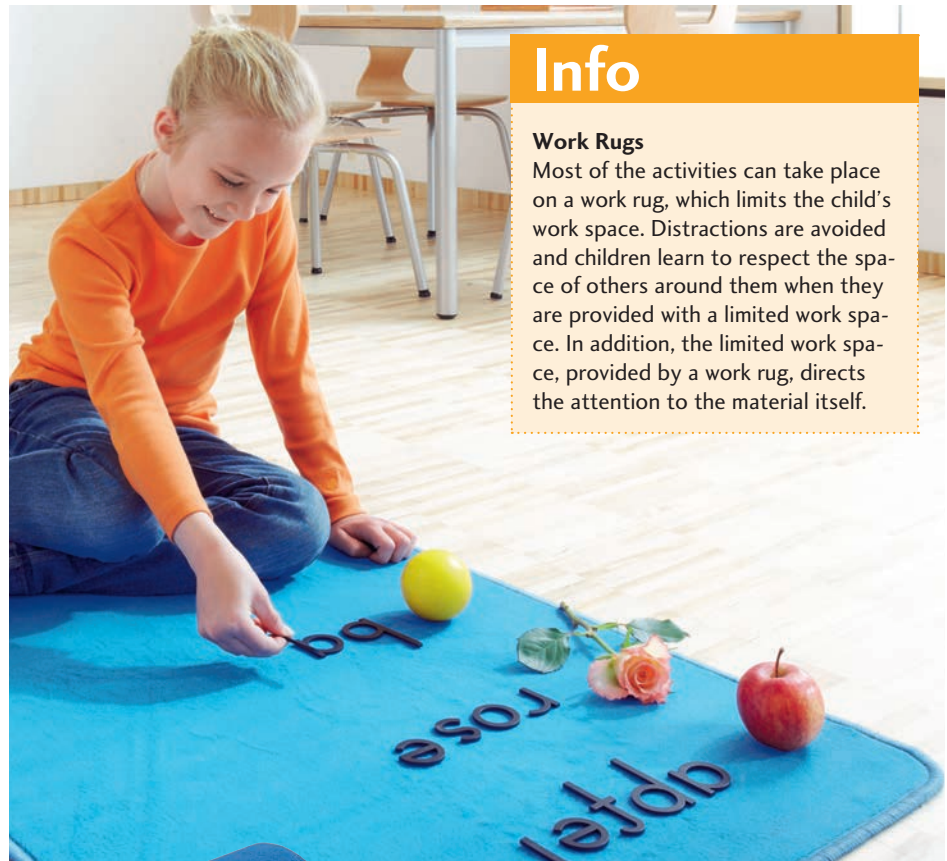 Info
Work Rugs
Most of the activities can take place
on a work rug, which limits the child's
work space. Distractions are avoided
and children learn to respect the spa-
ce of others around them when they
are provided with a limited work spa-
ce. In addition, the limited work spa-
ce, provided by a work rug, directs
the attention to the material itself.
ba
rose
apfel